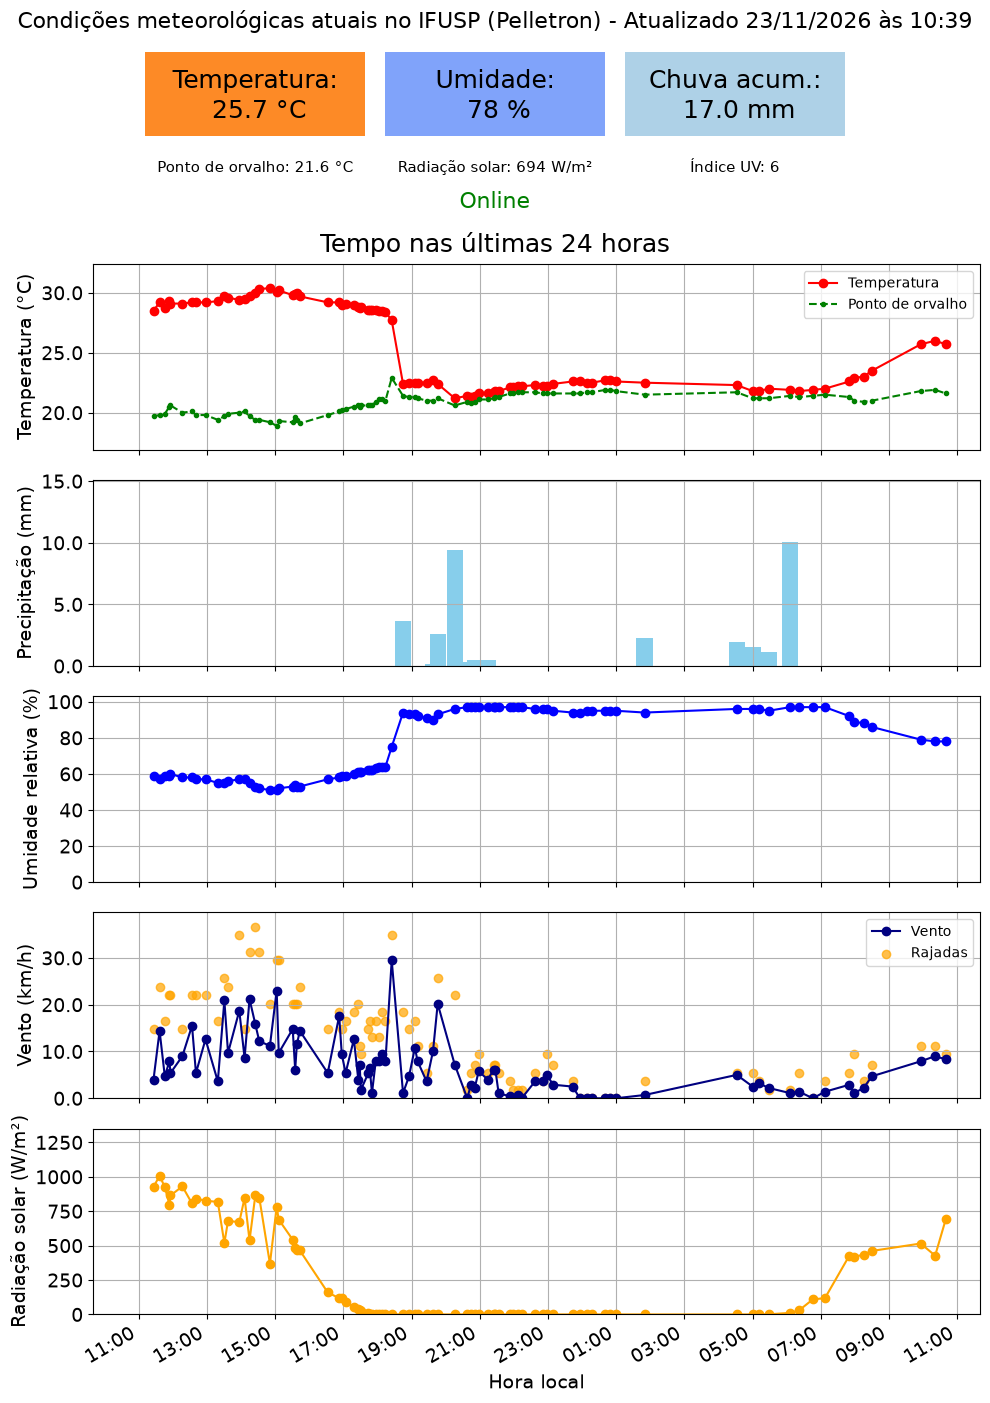 Condições meteorológicas atuais no IFUSP (Pelletron) - Atualizado 23/11/2026 às 10:39
Temperatura:
25.7 °C
Umidade:
78 %
Chuva acum.:
17.0 mm
Ponto de orvalho: 21.6 °C
Radiação solar: 694 W/m²
Índice UV: 6
Online
Tempo nas últimas 24 horas
Temperatura (°C)
30.0
25.0
20.0
Temperatura
Ponto de orvalho
Precipitação (mm)
15.0
10.0
5.0
0.0
Umidade relativa (%)
100
80
60
40
20
0
Vento (km/h)
30.0
20.0
10.0
0.0
Vento
Rajadas
Radiação solar (W/m²)
1250
1000
750
500
250
0
11:00
13:00
15:00
17:00
19:00
21:00
23:00
01:00
03:00
05:00
07:00
09:00
11:00
Hora local